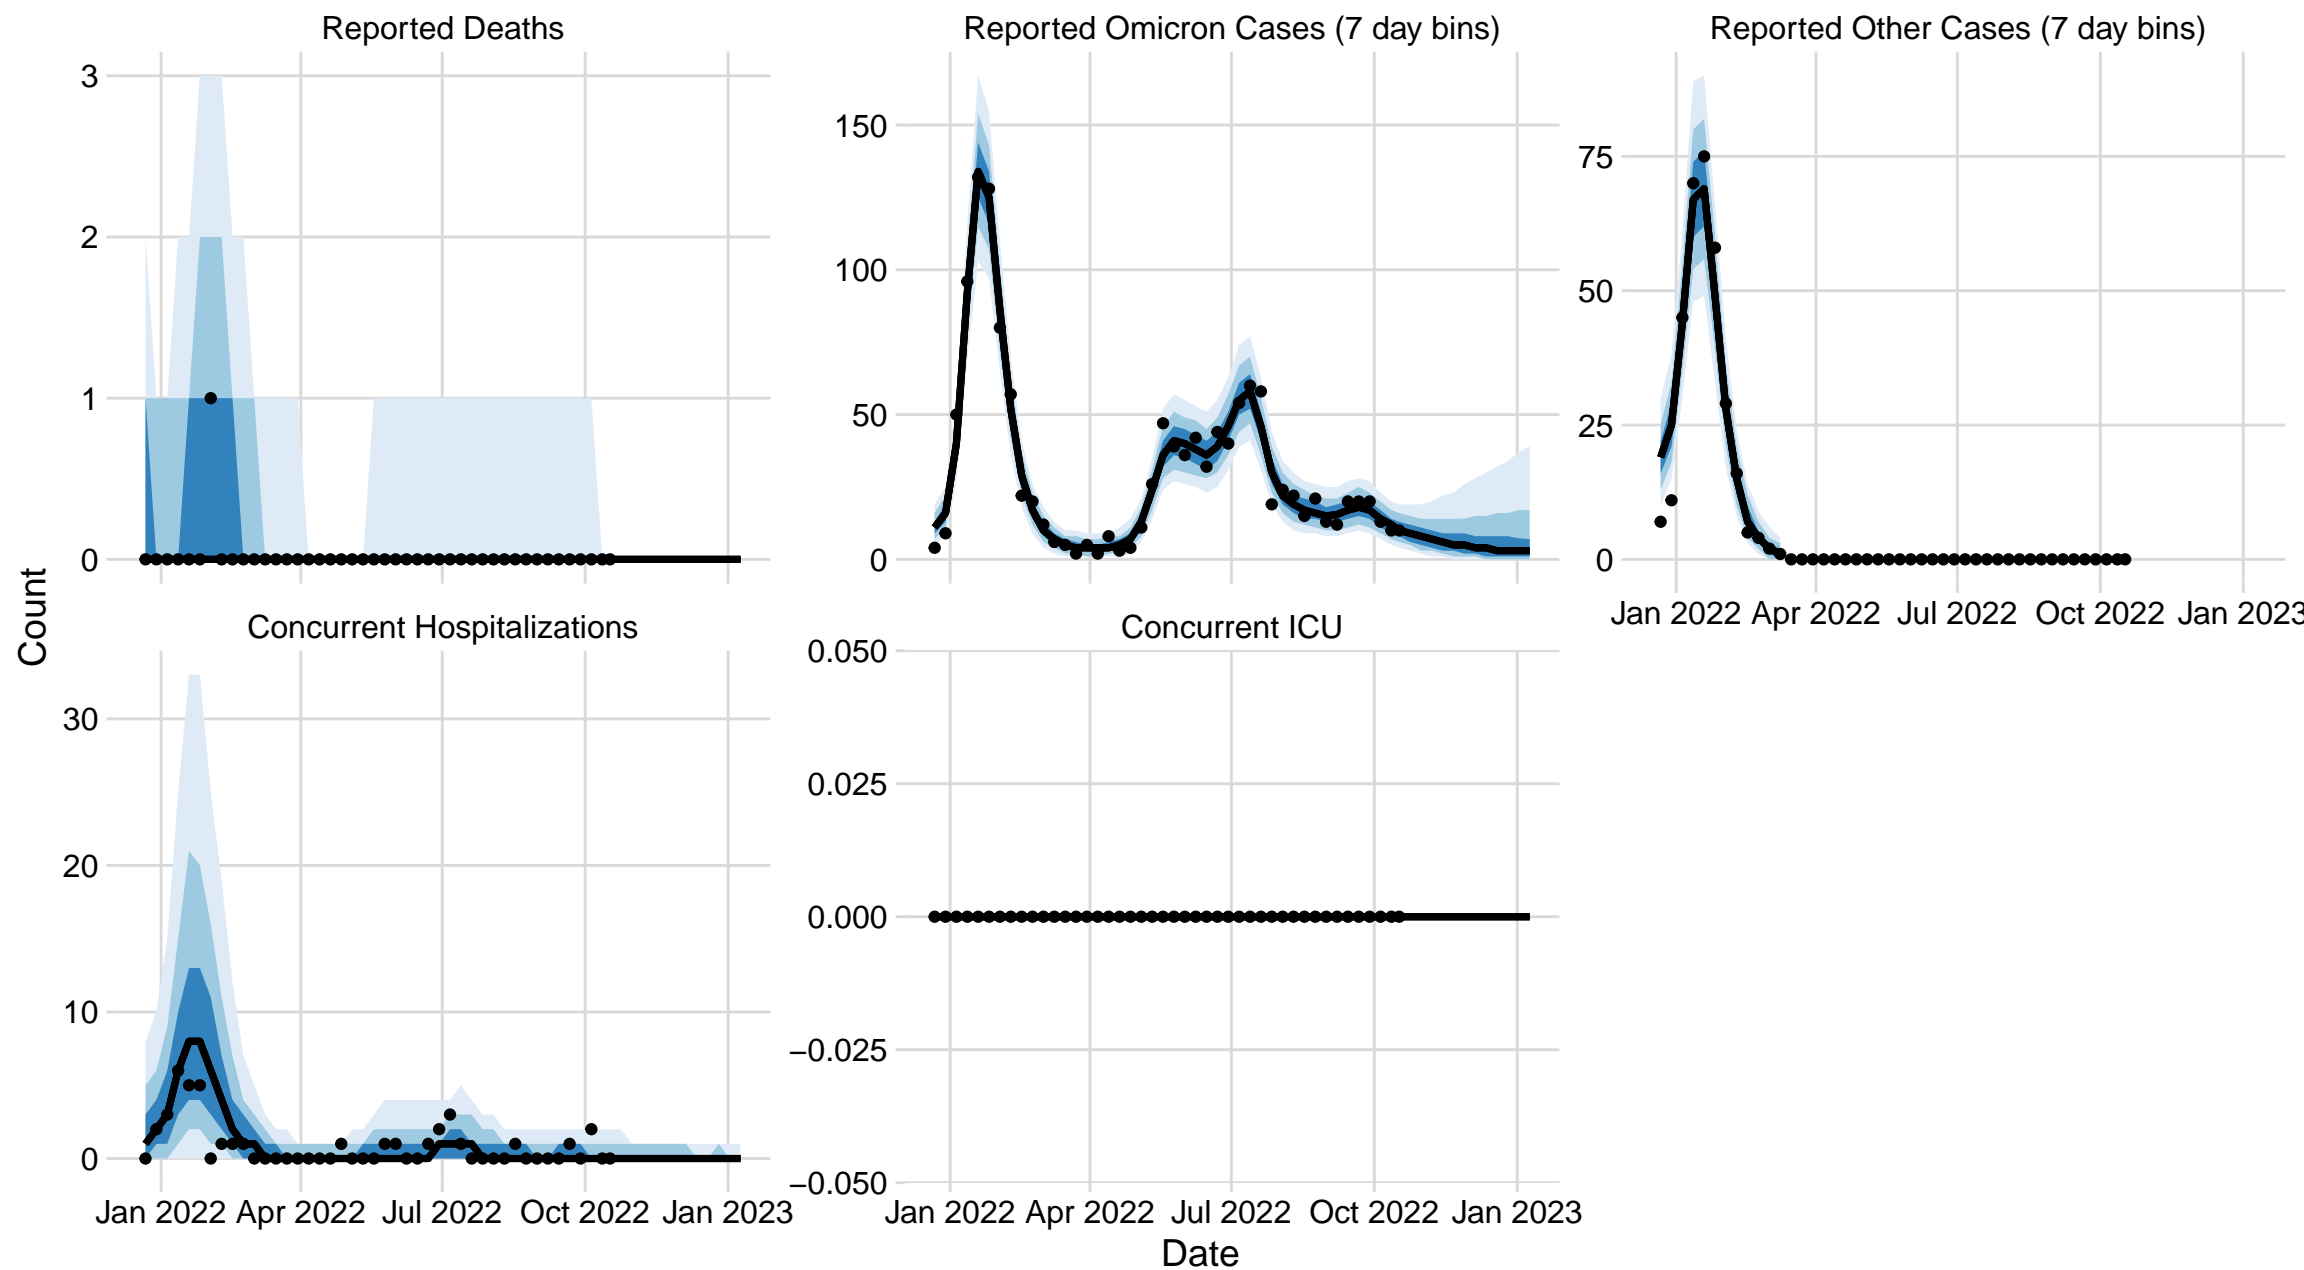 Reported Deaths
Reported Omicron Cases (7 day bins)
Reported Other Cases (7 day bins)
3
2
1
0
150
100
50
0
75
50
25
0
Jan 2022 Apr 2022 Jul 2022 Oct 2022 Jan 2023
Count
Concurrent Hospitalizations
Concurrent ICU
30
20
10
0
0.050
0.025
0.000
−0.025
−0.050
Jan 2022 Apr 2022 Jul 2022 Oct 2022 Jan 2023
Jan 2022 Apr 2022 Jul 2022 Oct 2022 Jan 2023
Date